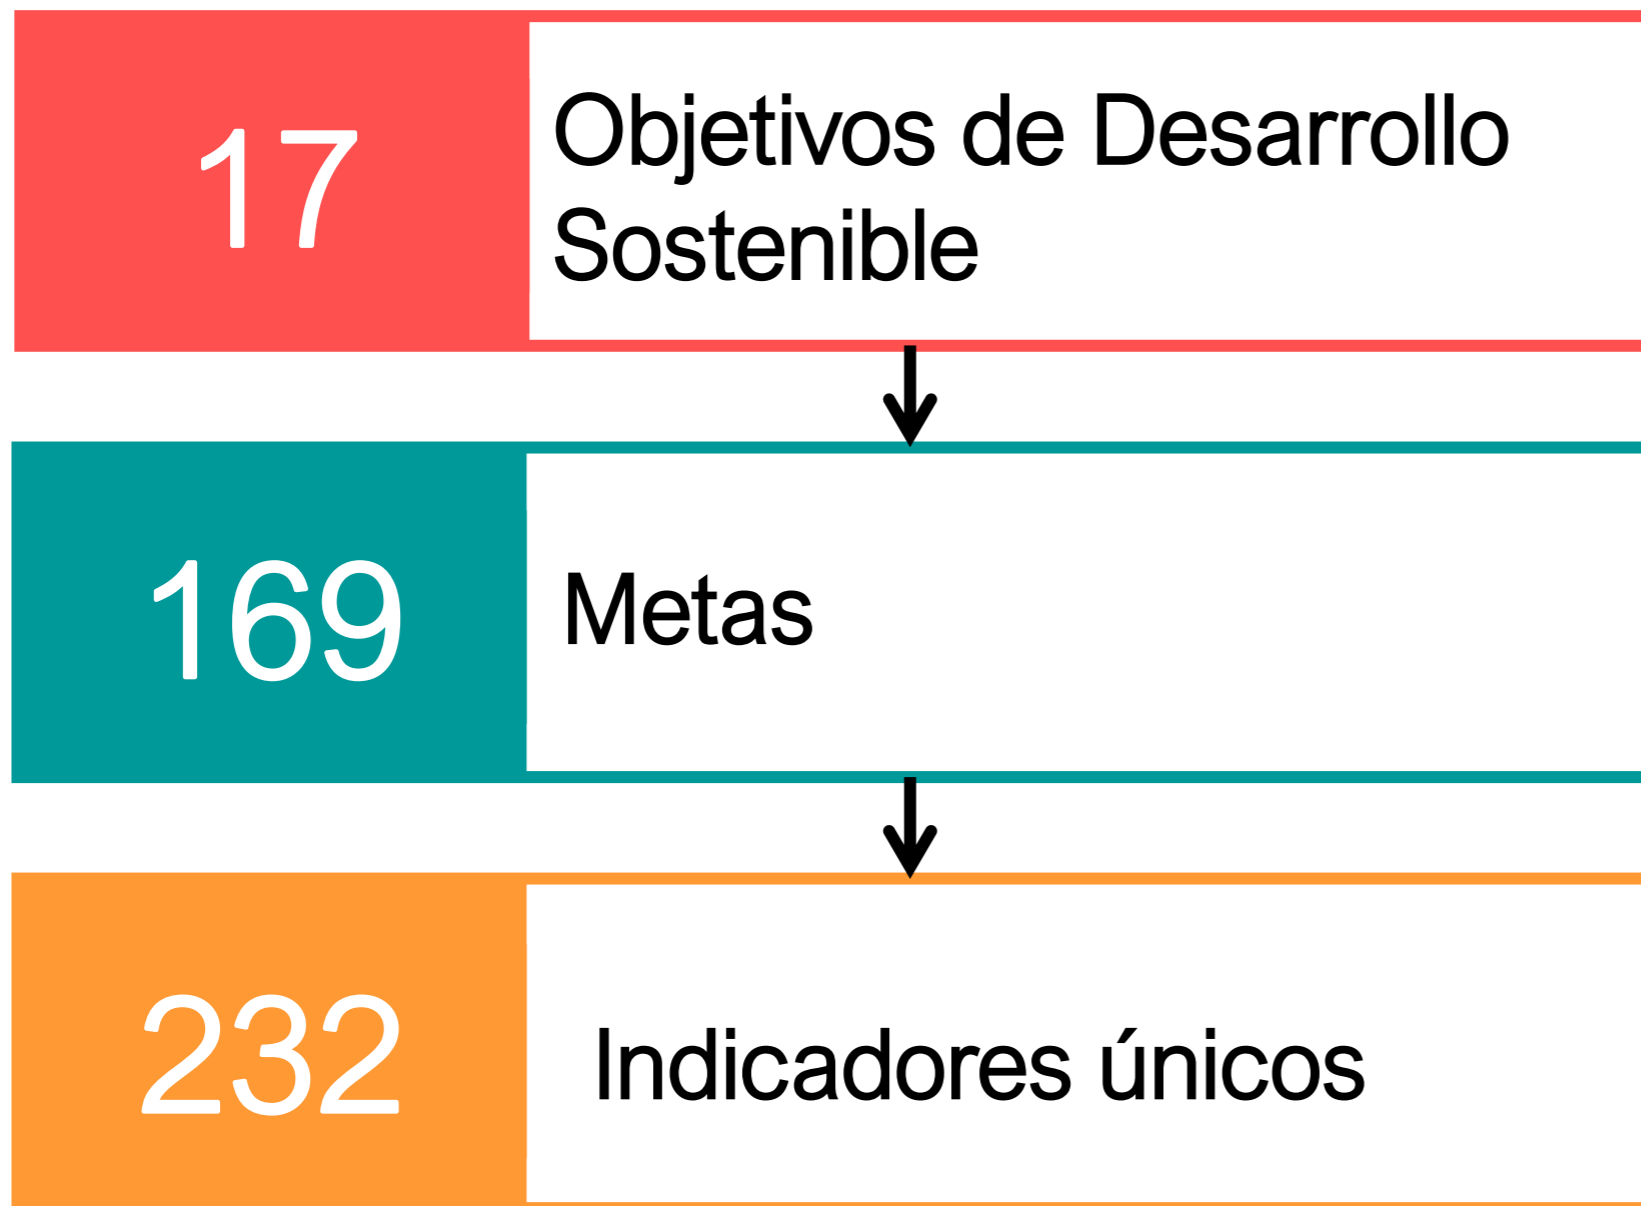 17
Objetivos de Desarrollo
Sostenible
169
Metas
232
Indicadores únicos